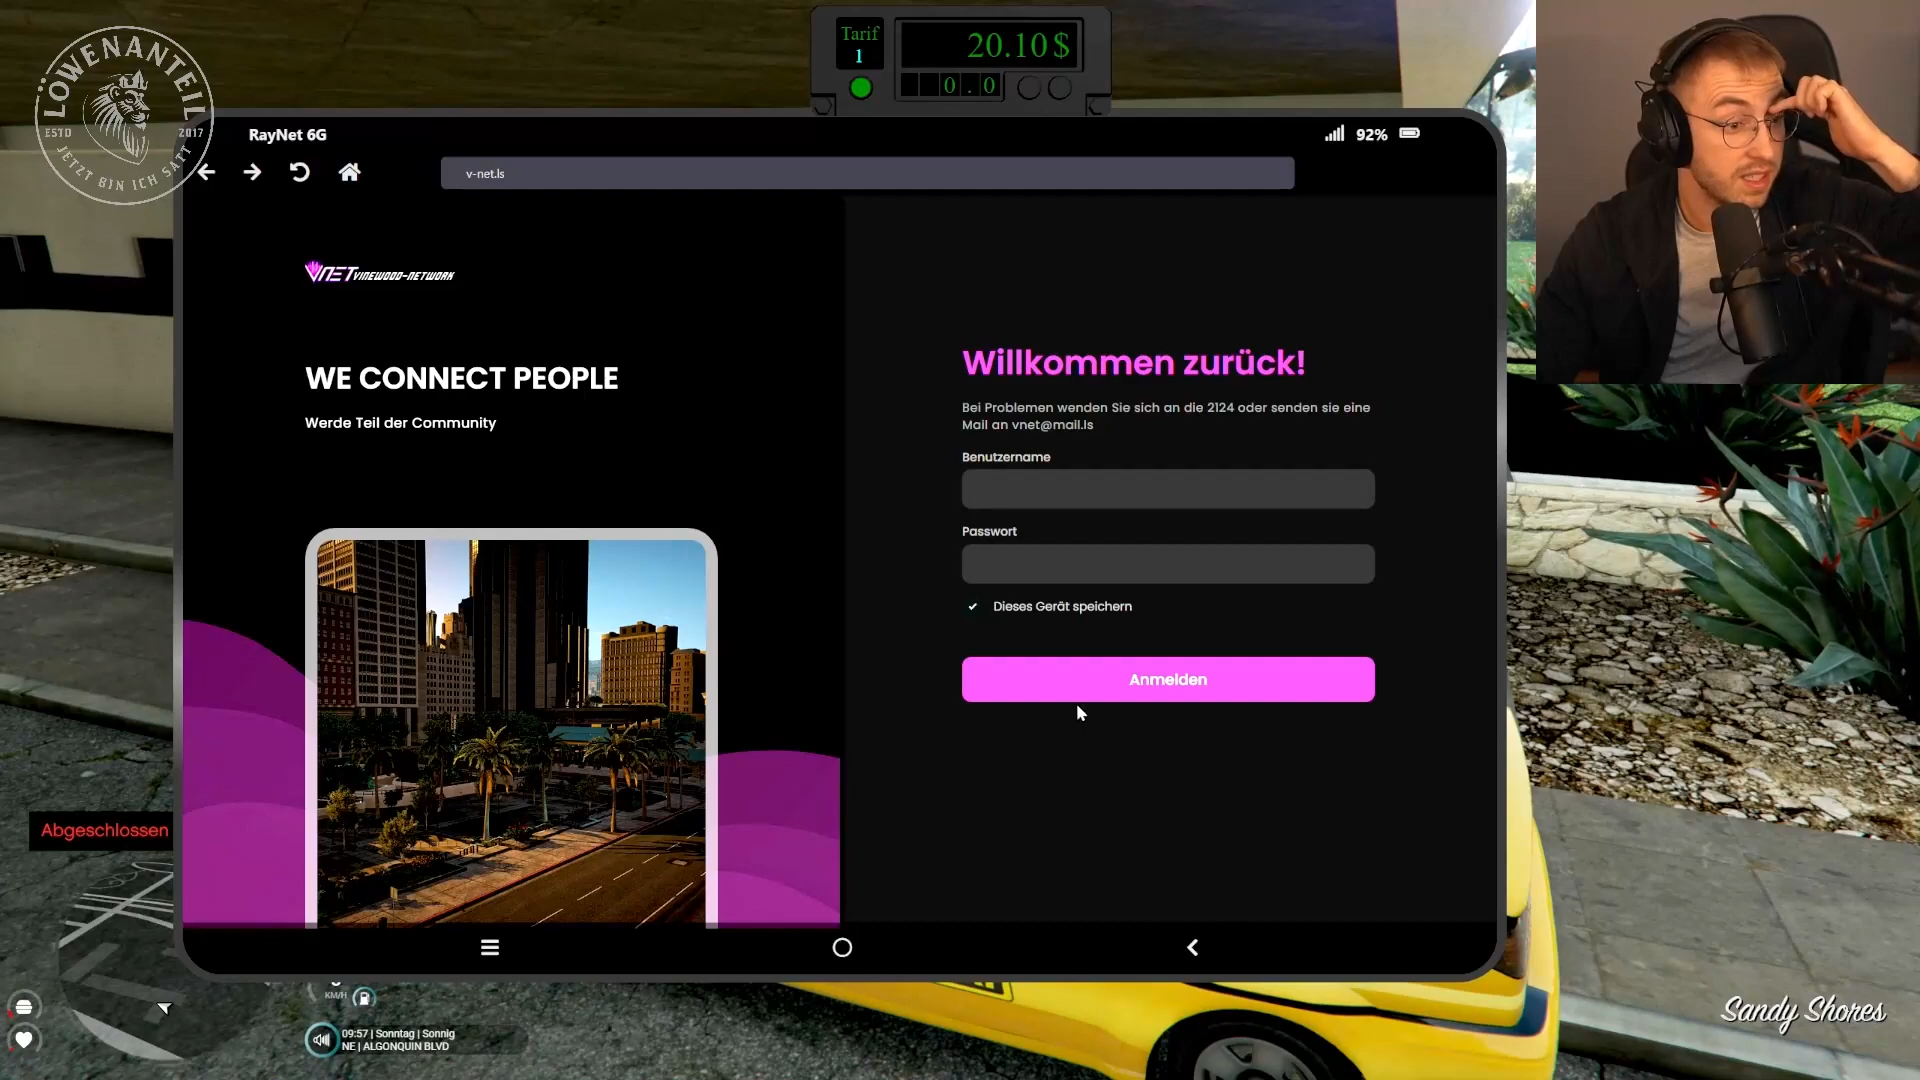 LÖWENANTEIL
ESTD 2017
JETZT BIN ICH SATT
Tarif
1
20.10 $
0.0
RayNet 6G
92%
v-net.ls
VNET VINEWOOD-NETWORK
WE CONNECT PEOPLE
Werde Teil der Community
Willkommen zurück!
Bei Problemen wenden Sie sich an die 2124 oder senden sie eine
Mail an vnet@mail.ls
Benutzername
Passwort
Dieses Gerät speichern
Anmelden
Abgeschlossen
KM/H
09:57 | Sonntag | Sonnig
NE | ALGONQUIN BLVD
Sandy Shores